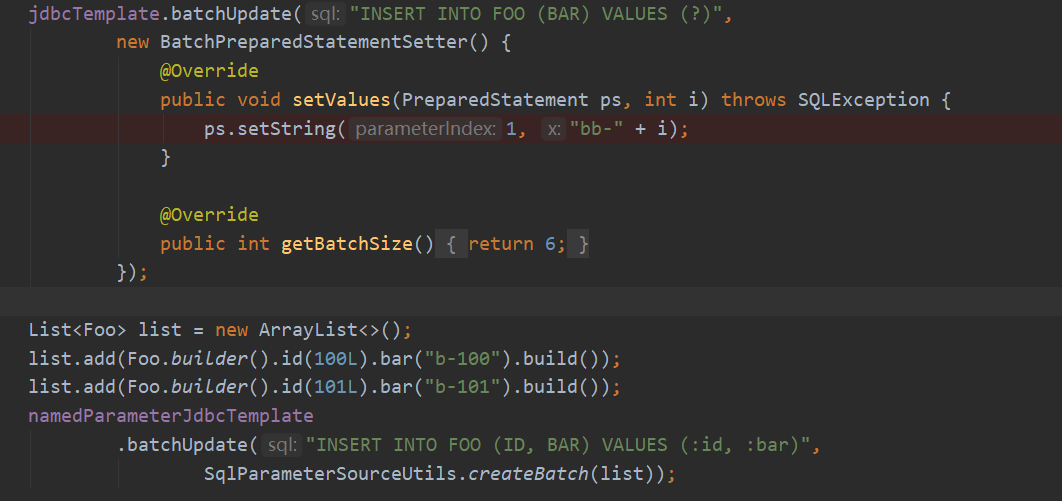 jdbcTemplate.batchUpdate( sql: "INSERT INTO FOO (BAR) VALUES (?)",
new BatchPreparedStatementSetter() {
@Override
public void setValues(PreparedStatement ps, int i) throws SQLException {
ps.setString( parameterIndex: 1, x: "bb-" + i);
}
@Override
public int getBatchSize() { return 6; }
});
List<Foo> list = new ArrayList<>();
list.add(Foo.builder().id(100L).bar("b-100").build());
list.add(Foo.builder().id(101L).bar("b-101").build());
namedParameterJdbcTemplate
.batchUpdate( sql: "INSERT INTO FOO (ID, BAR) VALUES (:id, :bar)",
SqlParameterSourceUtils.createBatch(list));